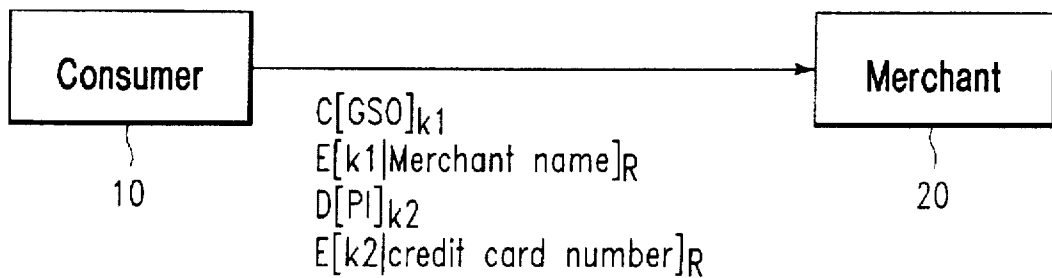 Consumer
Merchant
C[GSO]k1
E[k1|Merchant name]R
D[PI]k2
E[k2|credit card number]R
10
20